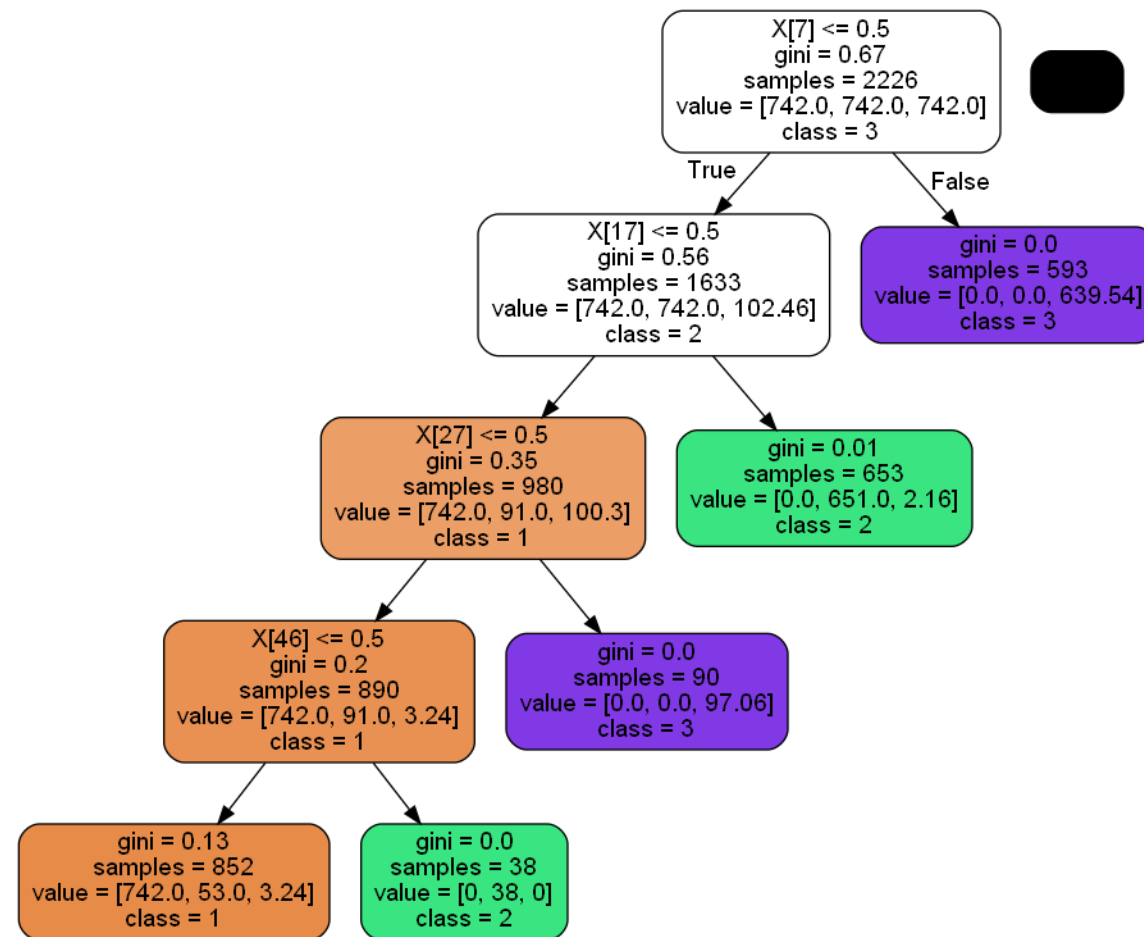 X[7] <= 0.5
gini = 0.67
samples = 2226
value = [742.0, 742.0, 742.0]
class = 3
True
False
X[17] <= 0.5
gini = 0.56
samples = 1633
value = [742.0, 742.0, 102.46]
class = 2
gini = 0.0
samples = 593
value = [0.0, 0.0, 639.54]
class = 3
X[27] <= 0.5
gini = 0.35
samples = 980
value = [742.0, 91.0, 100.3]
class = 1
gini = 0.01
samples = 653
value = [0.0, 651.0, 2.16]
class = 2
X[46] <= 0.5
gini = 0.2
samples = 890
value = [742.0, 91.0, 3.24]
class = 1
gini = 0.0
samples = 90
value = [0.0, 0.0, 97.06]
class = 3
gini = 0.13
samples = 852
value = [742.0, 53.0, 3.24]
class = 1
gini = 0.0
samples = 38
value = [0, 38, 0]
class = 2